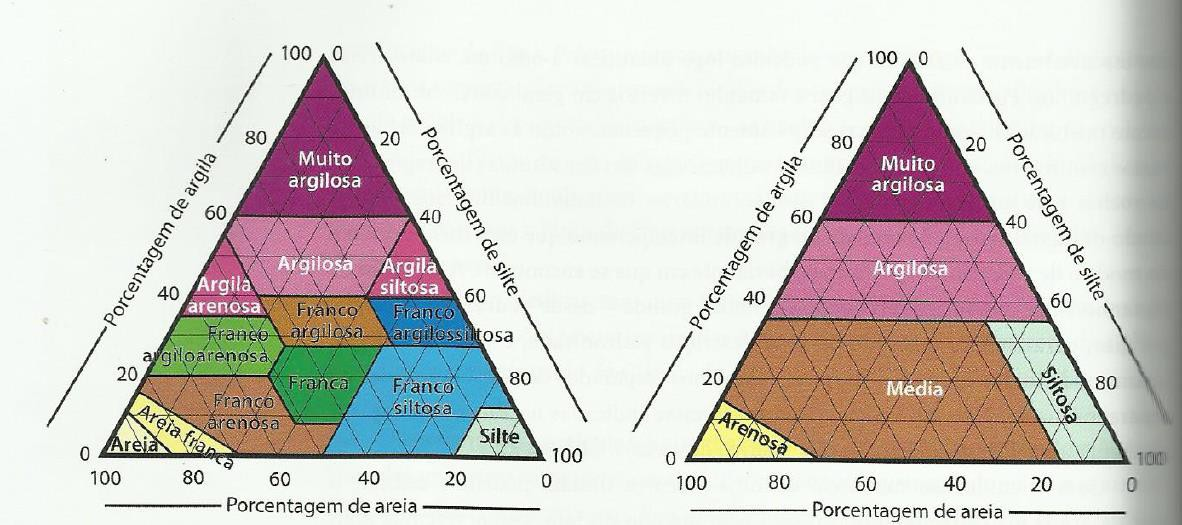 100 0
80
20
Muito
argilosa
60
40
Argilosa
Argila
siltosa
Argila
arenosa
40
60
Franco
argilosa
Franco
argilossiltosa
Franco
argiloarenosa
20
80
Franca
Franco
siltosa
Franco
arenosa
Areia franca
Areia
Silte
0
100
100 80 60 40 20 0
Porcentagem de argila
Porcentagem de silte
Porcentagem de areia
100 0
80
20
Muito
argilosa
60
40
Argilosa
40
60
20
80
Média
Siltosa
Arenosa
0
100
100 80 60 40 20 0
Porcentagem de argila
Porcentagem de silte
Porcentagem de areia